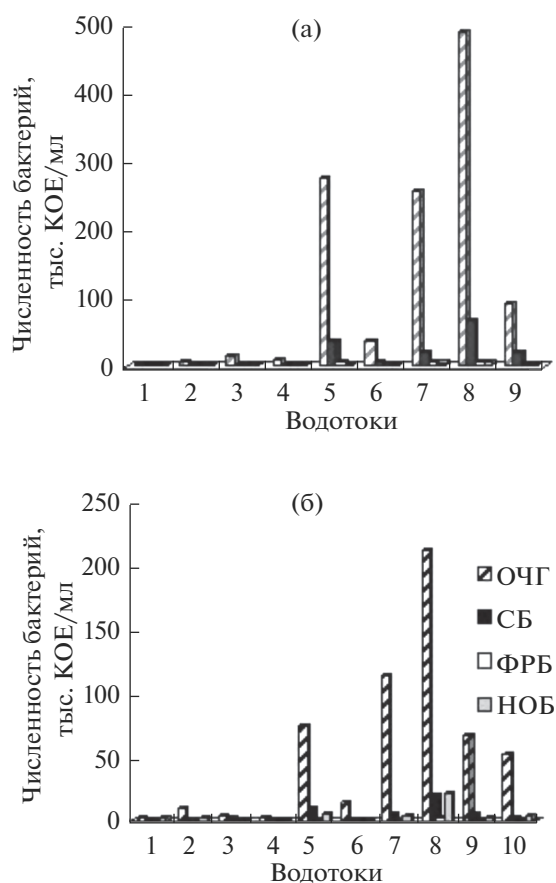 (а)
Численность бактерий,
тыс. КОЕ/мл
500
400
300
200
100
0
1 2 3 4 5 6 7 8 9
Водотоки
(б)
Численность бактерий,
тыс. КОЕ/мл
250
200
150
100
50
0
ОЧГ
СБ
ФРБ
НОБ
1 2 3 4 5 6 7 8 9 10
Водотоки